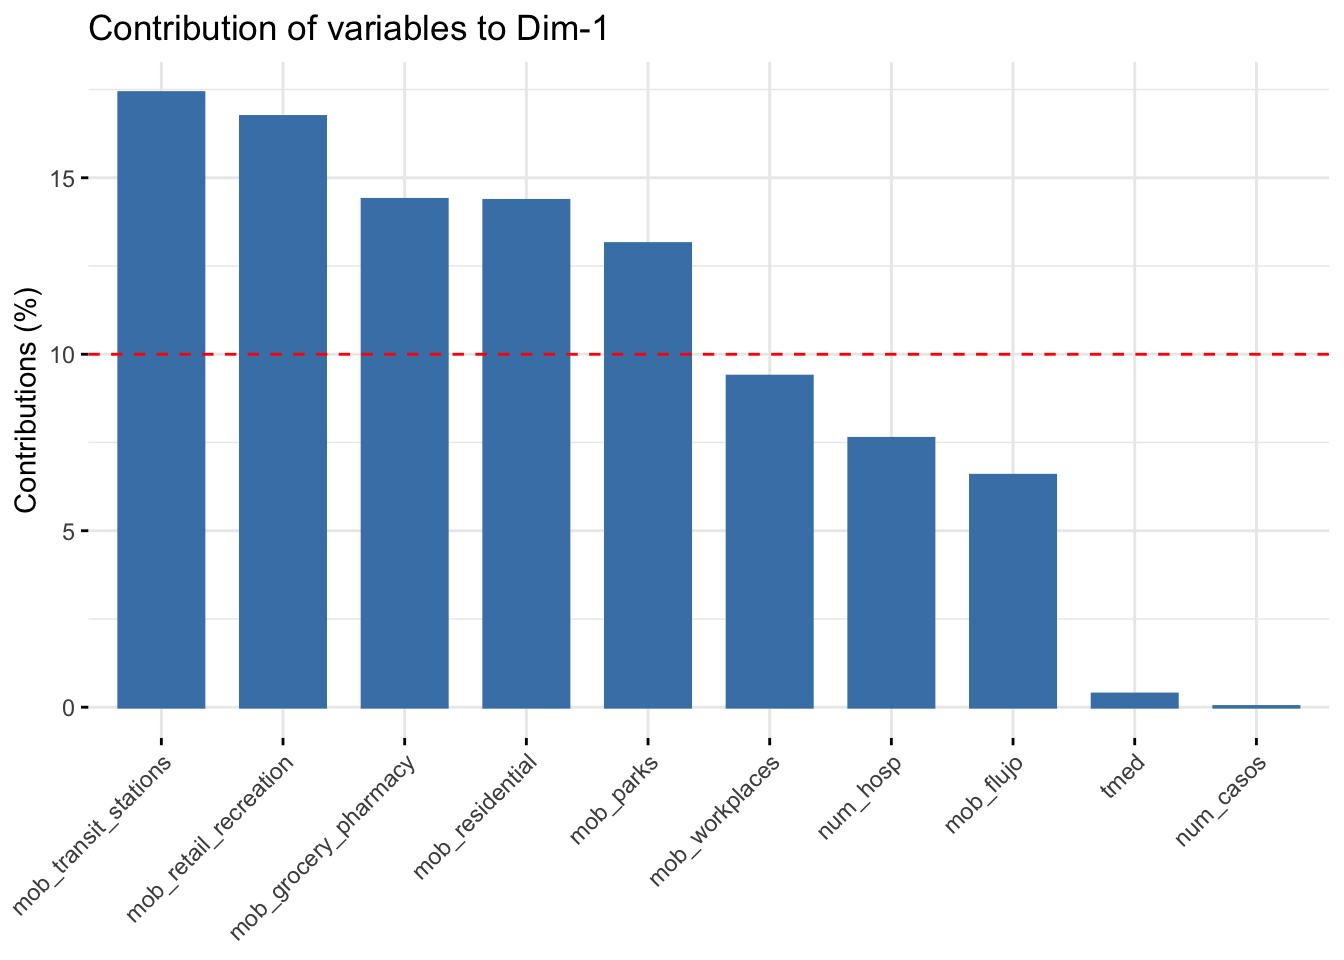 Contribution of variables to Dim-1
Contributions (%)
15
10
5
0
mob_transit_stations
mob_retail_recreation
mob_grocery_pharmacy
mob_residential
mob_parks
mob_workplaces
num_hosp
mob_flujo
tmed
num_casos